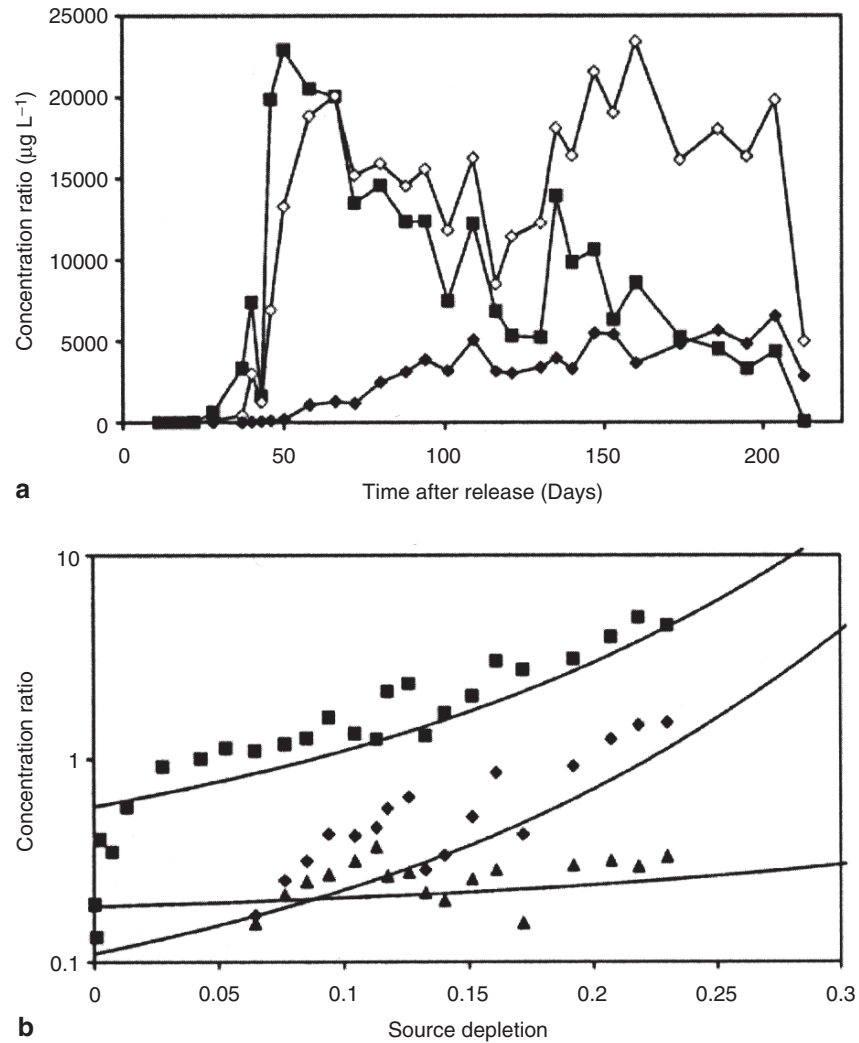 25000
20000
15000
10000
5000
0
Concentration ratio (µg L⁻¹)
0 50 100 150 200
a Time after release (Days)
10
1
0.1
Concentration ratio
0 0.05 0.1 0.15 0.2 0.25 0.3
b Source depletion